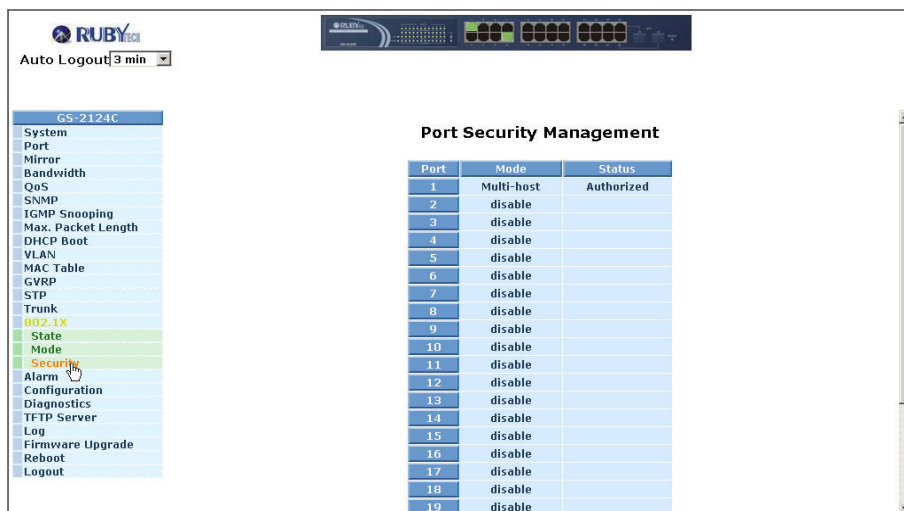 RUBYTECH
Auto Logout 3 min
GS-2124C
System
Port
Mirror
Bandwidth
QoS
SNMP
IGMP Snooping
Max. Packet Length
DHCP Boot
VLAN
MAC Table
GVRP
STP
Trunk
802.1X
State
Mode
Security
Alarm
Configuration
Diagnostics
TFTP Server
Log
Firmware Upgrade
Reboot
Logout
Port Security Management
Port Mode Status
1 Multi-host Authorized
2 disable
3 disable
4 disable
5 disable
6 disable
7 disable
8 disable
9 disable
10 disable
11 disable
12 disable
13 disable
14 disable
15 disable
16 disable
17 disable
18 disable
19 disable